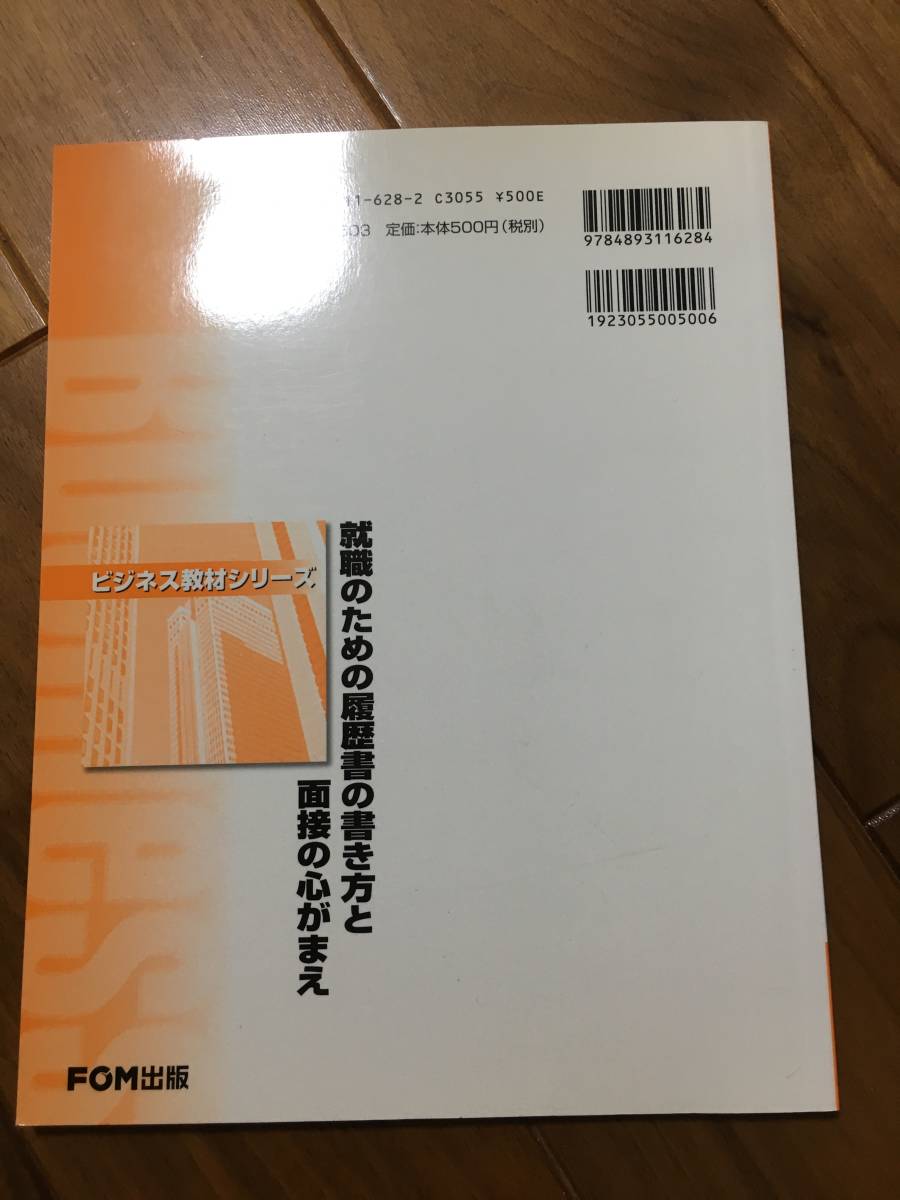 1-628-2 C3055 ¥500E
503 定価:本体500円(税別)
9784893116284
1923055005006
ビジネス教材シリーズ
就職のための履歴書の書き方と
面接の心がまえ
BUSINESS
FOM出版